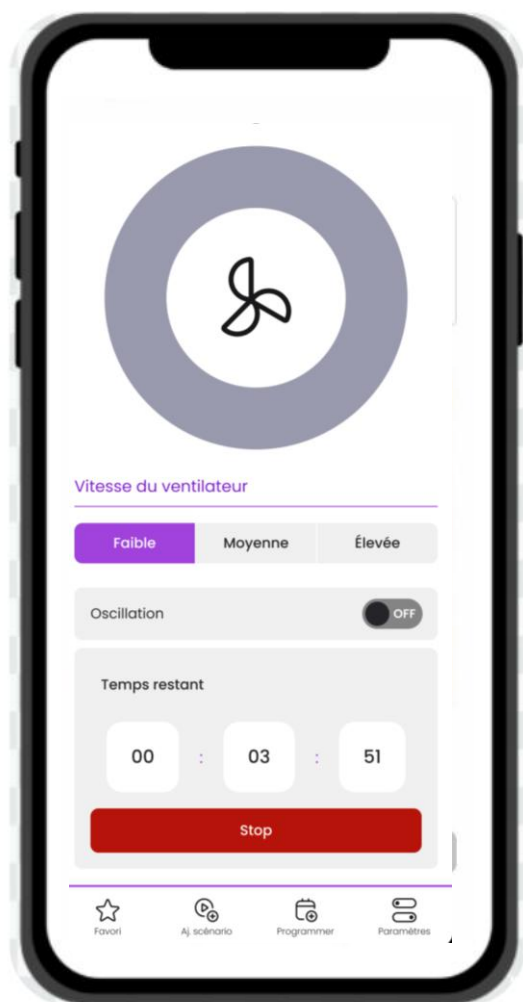 Vitesse du ventilateur
Faible Moyenne Élevée
Oscillation OFF
Temps restant
00 : 03 : 51
Stop
Favori Aj. scénario Programmer Paramètres